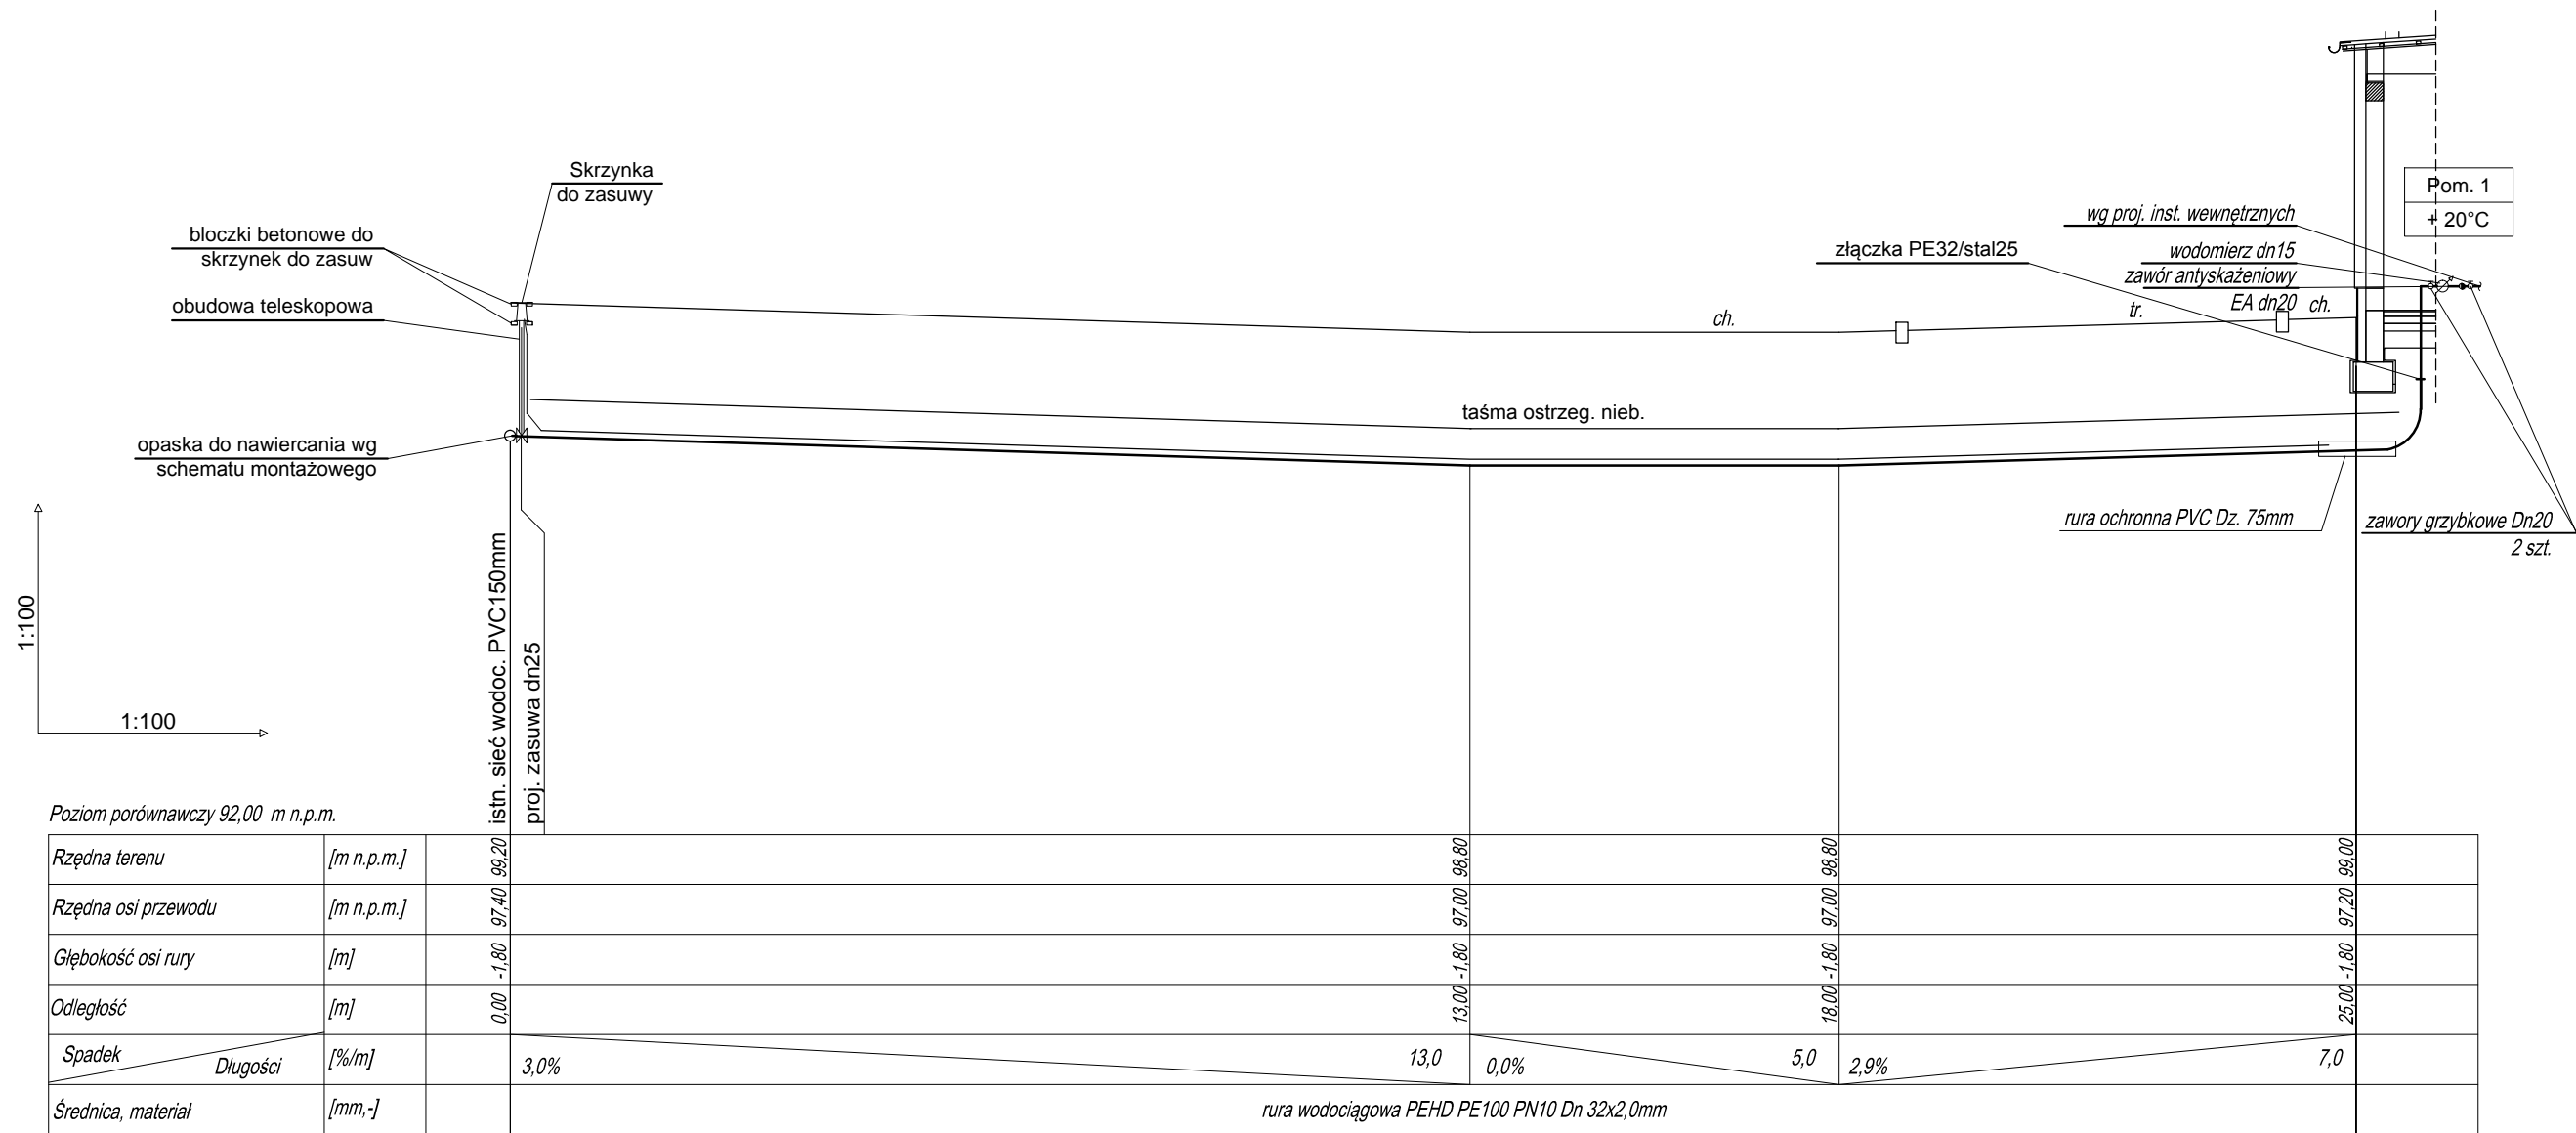 Skrzynka
do zasuwy
bloczki betonowe do
skrzynek do zasuw
obudowa teleskopowa
opaska do nawiercania wg
schematu montażowego
Pom. 1
+ 20°C
wg proj. inst. wewnętrznych
złączka PE32/stal25
wodomierz dn15
zawór antyskażeniowy
EA dn20
ch.
tr.
ch.
taśma ostrzeg. nieb.
rura ochronna PVC Dz. 75mm
zawory grzybkowe Dn20
2 szt.
1:100
1:100
istn. sieć wodoc. PVC150mm
proj. zasuwa dn25
Poziom porównawczy 92,00 m n.p.m.
Rzędna terenu [m n.p.m.] 99,20 98,80 98,80 99,00
Rzędna osi przewodu [m n.p.m.] 97,40 97,00 97,00 97,20
Głębokość osi rury [m] -1,80 -1,80 -1,80 -1,80
Odległość [m] 0,00 13,00 18,00 25,00
Spadek Długości [%/m] 3,0% 13,0 0,0% 5,0 2,9% 7,0
Średnica, materiał [mm,-] rura wodociągowa PEHD PE100 PN10 Dn 32x2,0mm